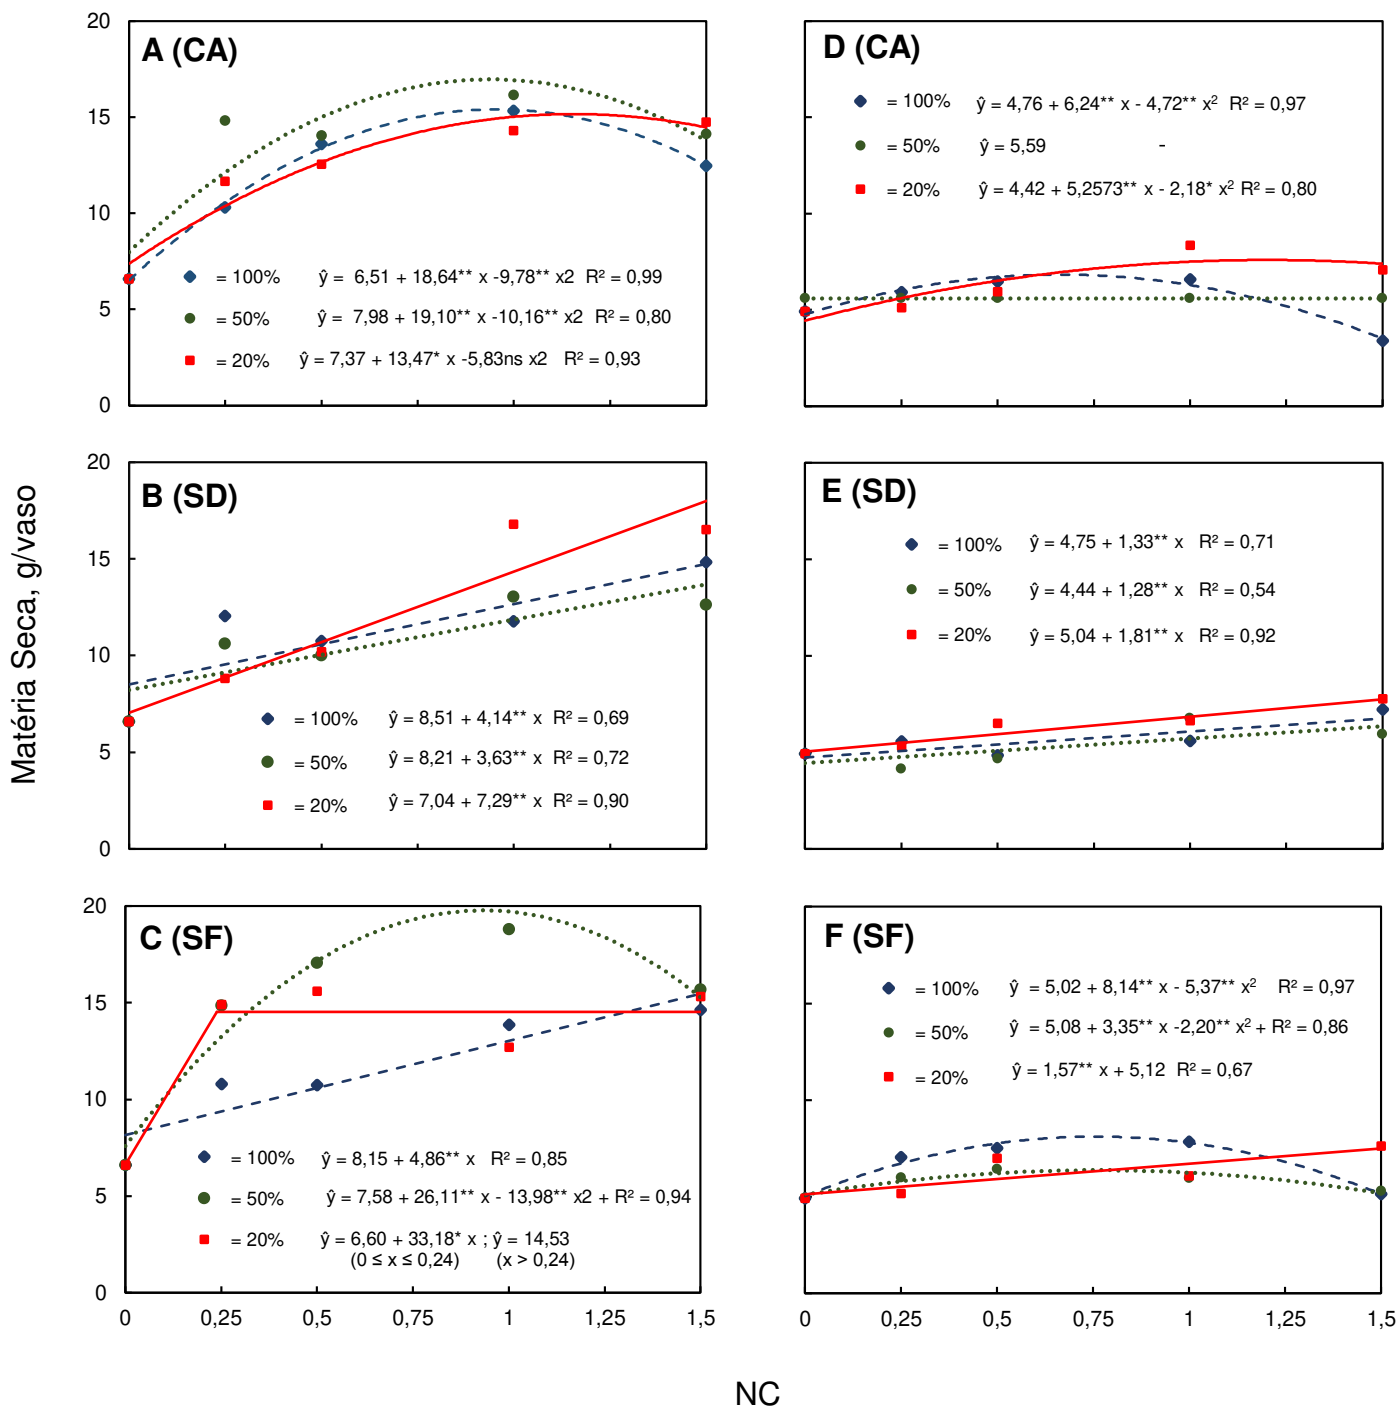 Matéria Seca, g/vaso
A (CA)
20
15
10
5
0
= 100% ŷ = 6,51 + 18,64** x -9,78** x2 R² = 0,99
= 50% ŷ = 7,98 + 19,10** x -10,16** x2 R² = 0,80
= 20% ŷ = 7,37 + 13,47* x -5,83ns x2 R² = 0,93
D (CA)
= 100% ŷ = 4,76 + 6,24** x - 4,72** x² R² = 0,97
= 50% ŷ = 5,59 -
= 20% ŷ = 4,42 + 5,2573** x - 2,18* x² R² = 0,80
B (SD)
20
15
10
5
0
= 100% ŷ = 8,51 + 4,14** x R² = 0,69
= 50% ŷ = 8,21 + 3,63** x R² = 0,72
= 20% ŷ = 7,04 + 7,29** x R² = 0,90
E (SD)
= 100% ŷ = 4,75 + 1,33** x R² = 0,71
= 50% ŷ = 4,44 + 1,28** x R² = 0,54
= 20% ŷ = 5,04 + 1,81** x R² = 0,92
C (SF)
20
15
10
5
0
= 100% ŷ = 8,15 + 4,86** x R² = 0,85
= 50% ŷ = 7,58 + 26,11** x - 13,98** x2 + R² = 0,94
= 20% ŷ = 6,60 + 33,18* x ; ŷ = 14,53
(0 ≤ x ≤ 0,24) (x > 0,24)
0 0,25 0,5 0,75 1 1,25 1,5
F (SF)
= 100% ŷ = 5,02 + 8,14** x - 5,37** x² R² = 0,97
= 50% ŷ = 5,08 + 3,35** x -2,20** x² + R² = 0,86
= 20% ŷ = 1,57** x + 5,12 R² = 0,67
0 0,25 0,5 0,75 1 1,25 1,5
NC